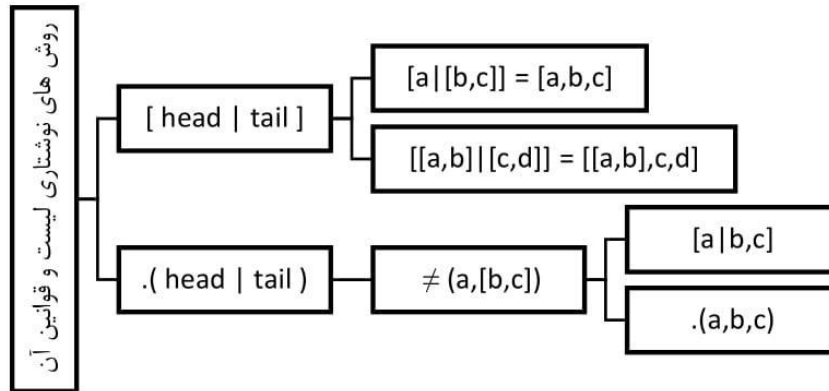 روش های نوشتاری لیست و قوانین آن
[ head | tail ]
[a|[b,c]] = [a,b,c]
[[a,b]|[c,d]] = [[a,b],c,d]
.( head | tail )
≠ (a,[b,c])
[a|b,c]
.(a,b,c)